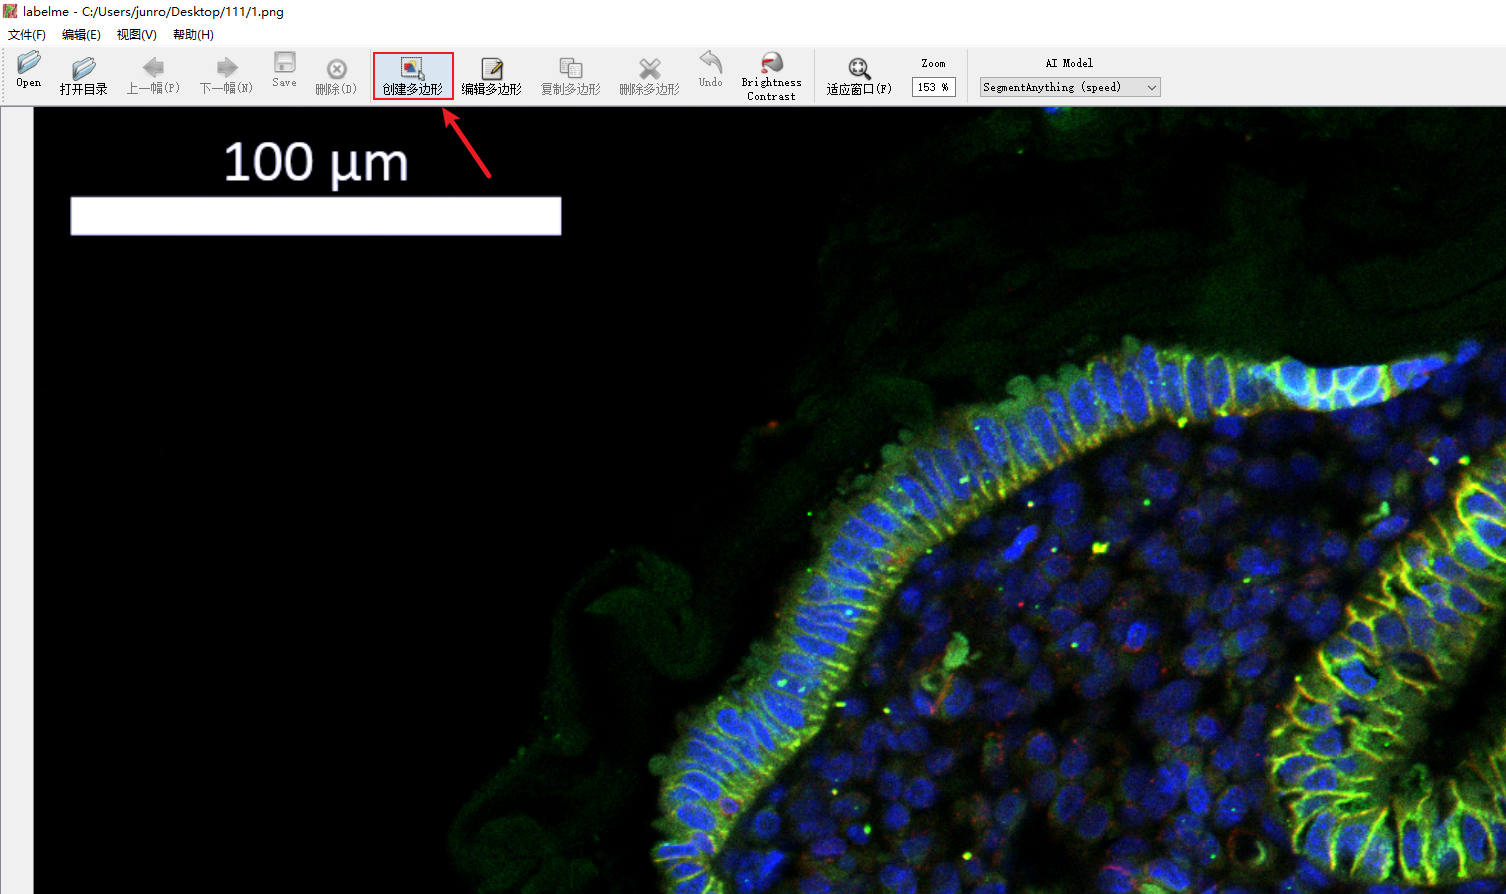 labelme - C:/Users/junro/Desktop/111/1.png
文件(F) 编辑(E) 视图(V) 帮助(H)
Open 打开目录 上一幅(P) 下一幅(N) Save 删除(D) 创建多边形 编辑多边形 复制多边形 删除多边形 Undo Brightness Contrast 适应窗口(F) Zoom 153 % AI Model SegmentAnything (speed)
100 µm